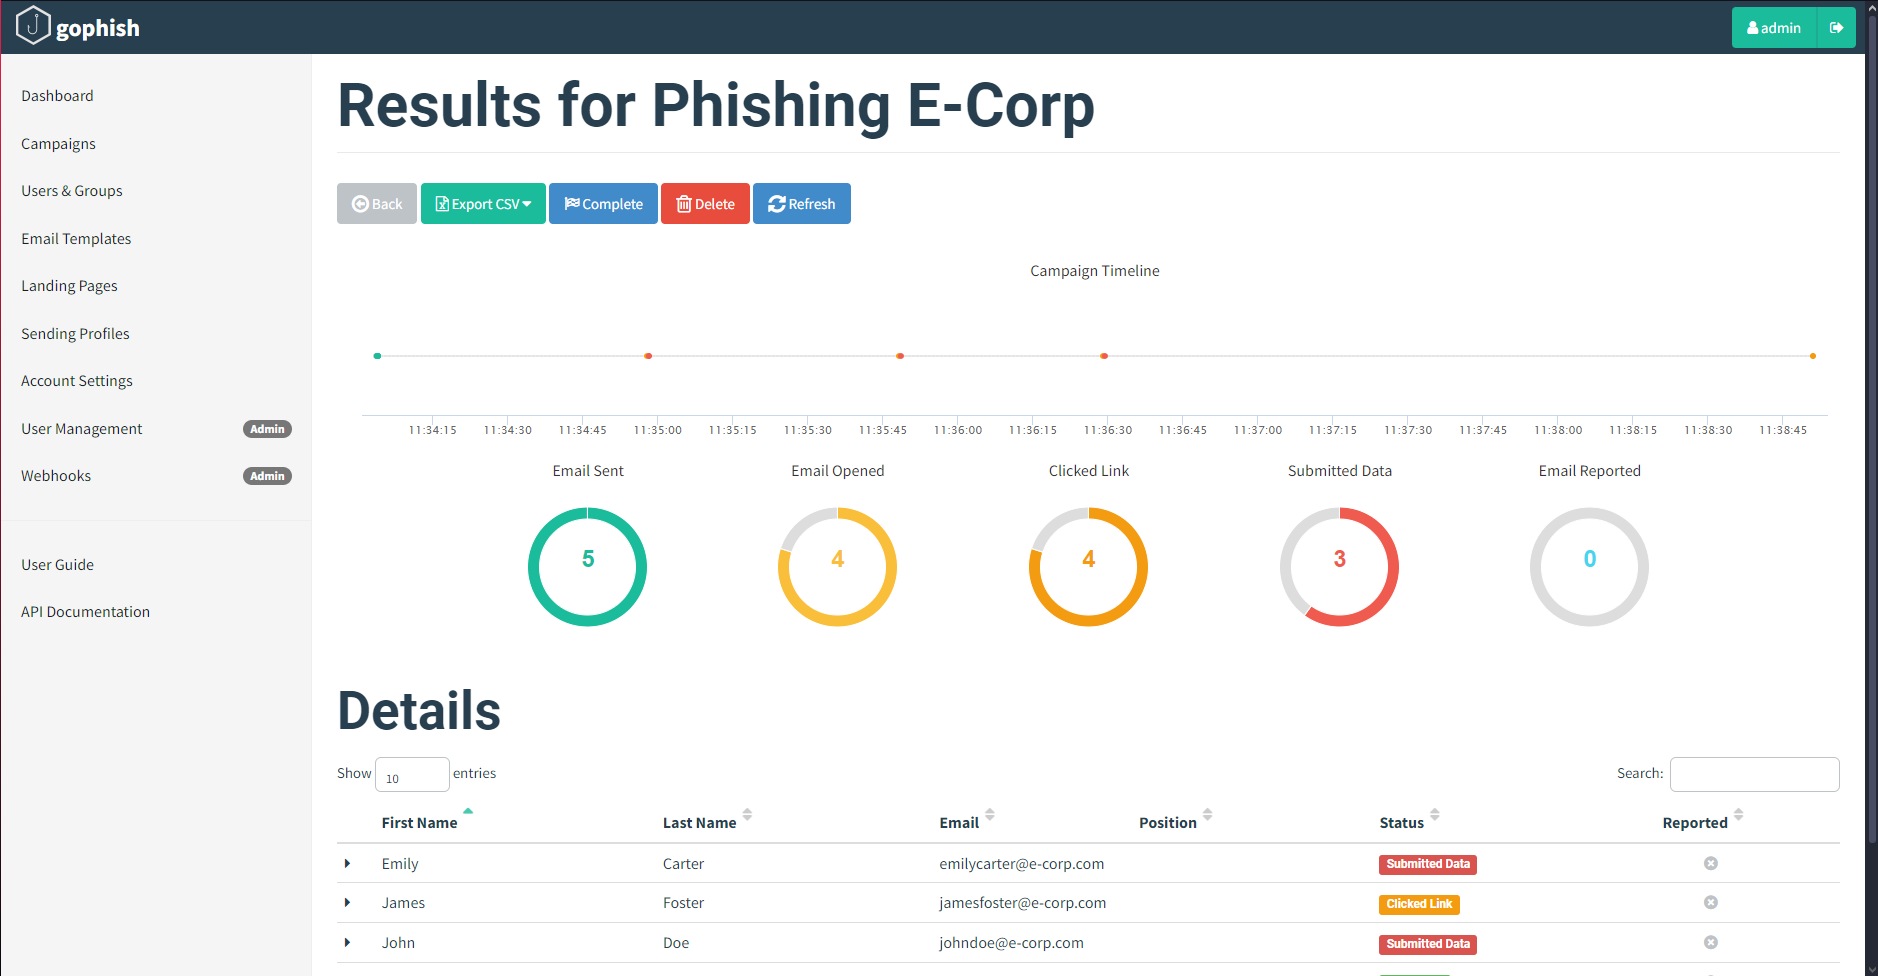 gophish
admin
Dashboard
Campaigns
Users & Groups
Email Templates
Landing Pages
Sending Profiles
Account Settings
User Management Admin
Webhooks Admin
User Guide
API Documentation
Results for Phishing E-Corp
Back Export CSV Complete Delete Refresh
Campaign Timeline
11:34:15 11:34:30 11:34:45 11:35:00 11:35:15 11:35:30 11:35:45 11:36:00 11:36:15 11:36:30 11:36:45 11:37:00 11:37:15 11:37:30 11:37:45 11:38:00 11:38:15 11:38:30 11:38:45
Email Sent Email Opened Clicked Link Submitted Data Email Reported
5 4 4 3 0
Details
Show 10 entries Search:
First Name Last Name Email Position Status Reported
Emily Carter emilycarter@e-corp.com Submitted Data
James Foster jamesfoster@e-corp.com Clicked Link
John Doe johndoe@e-corp.com Submitted Data